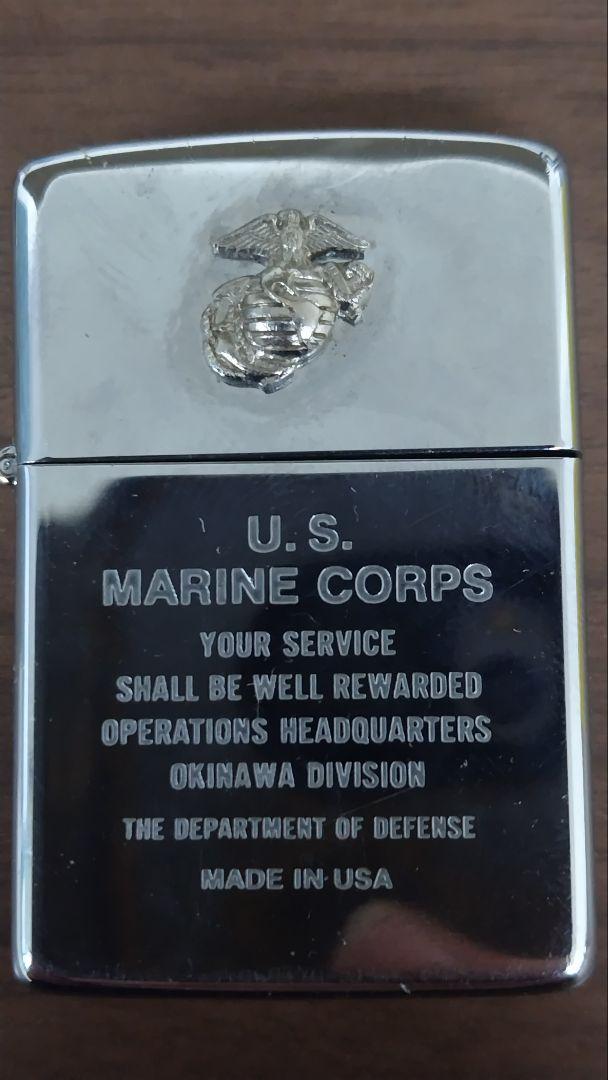 U.S.
MARINE CORPS
YOUR SERVICE
SHALL BE WELL REWARDED
OPERATIONS HEADQUARTERS
OKINAWA DIVISION
THE DEPARTMENT OF DEFENSE
MADE IN USA